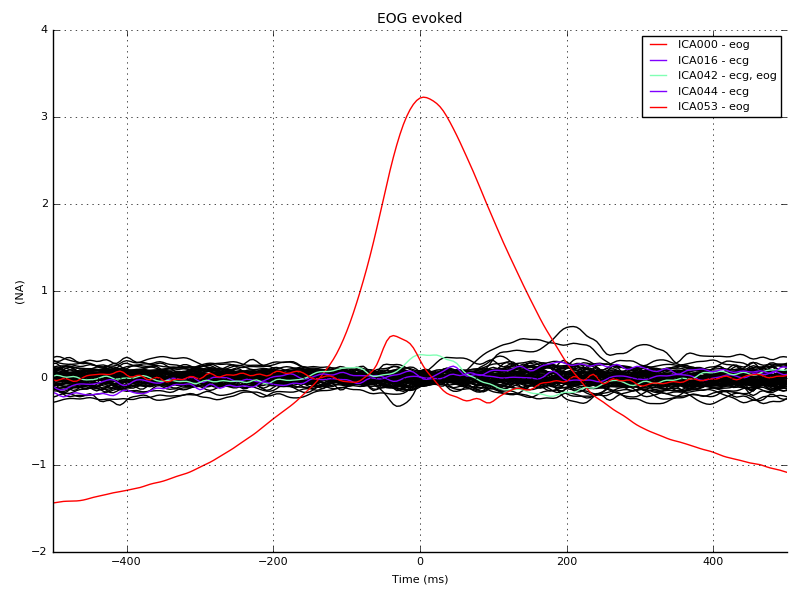 EOG evoked
ICA000 - eog
ICA016 - ecg
ICA042 - ecg, eog
ICA044 - ecg
ICA053 - eog
4
3
2
1
0
−1
−2
(NA)
−400 −200 0 200 400
Time (ms)